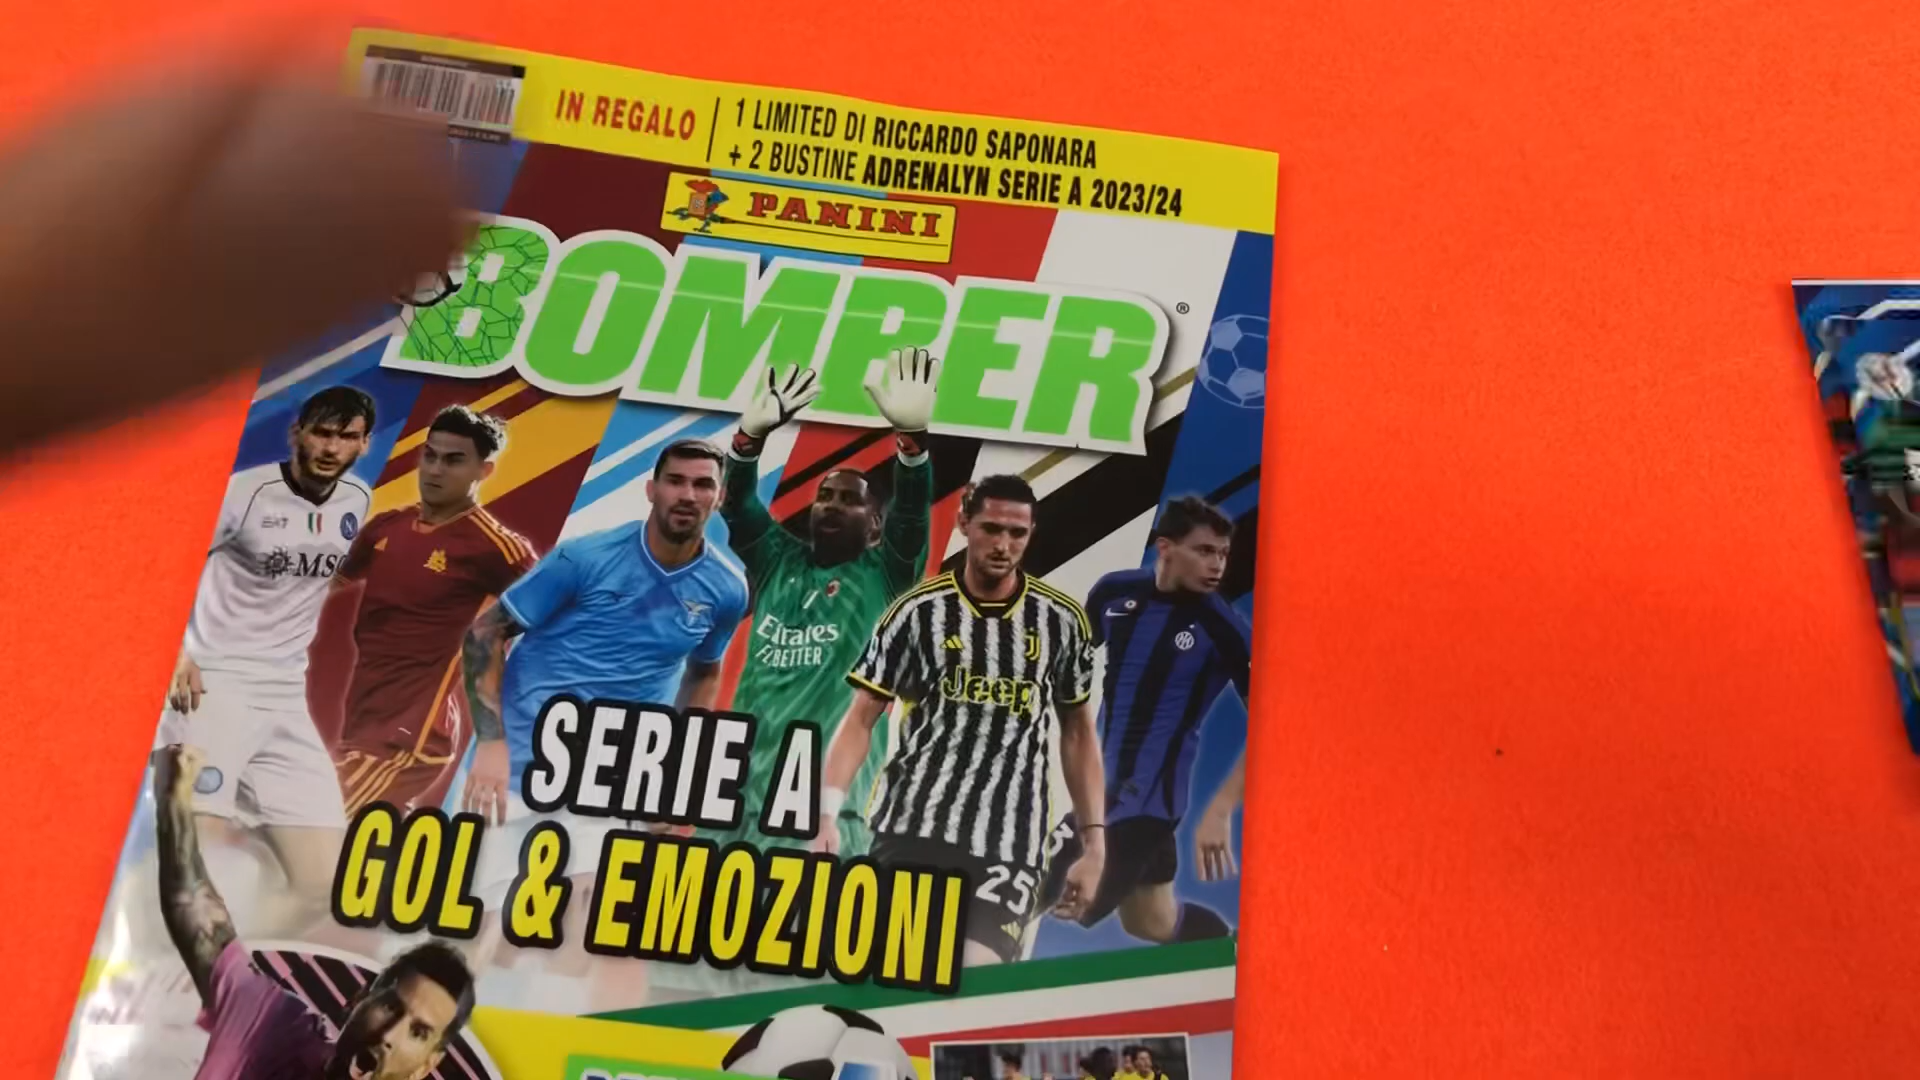 IN REGALO
1 LIMITED DI RICCARDO SAPONARA
+ 2 BUSTINE ADRENALYN SERIE A 2023/24
PANINI
BOMBER
®
EA7
MSC
Emirates
FLY BETTER
Jeep
25
SERIE A
GOL & EMOZIONI